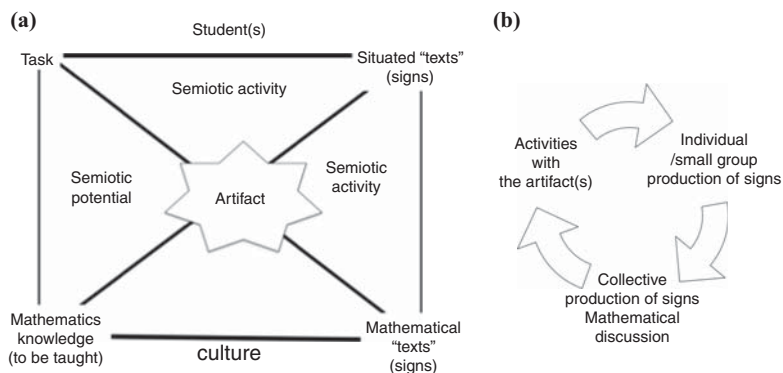 (a)
Student(s)
Task
Situated “texts”
(signs)
Semiotic activity
Semiotic
potential
Artifact
Semiotic
activity
Mathematics
knowledge
(to be taught)
culture
Mathematical
“texts”
(signs)
(b)
Activities
with
the artifact(s)
Individual
/small group
production of signs
Collective
production of signs
Mathematical
discussion